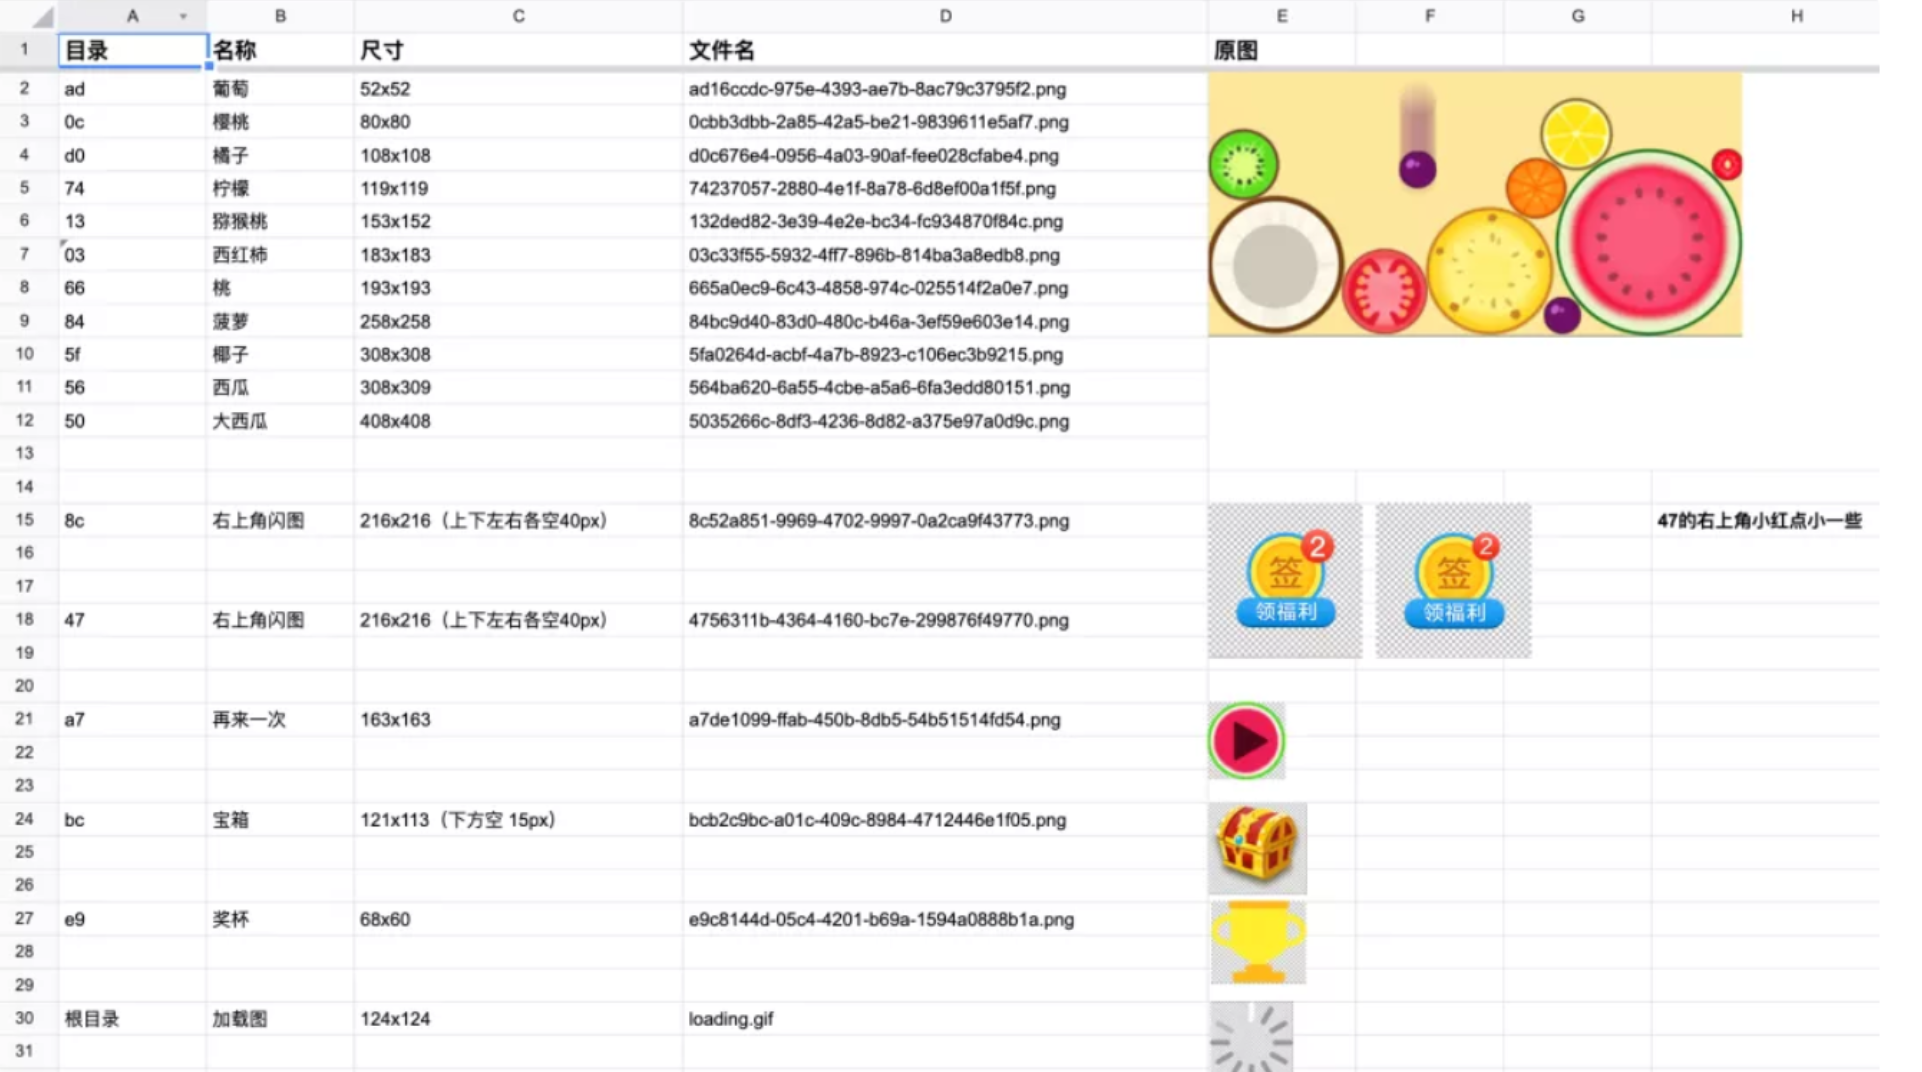 A B C D E F G H
1 目录 名称 尺寸 文件名 原图
2 ad 葡萄 52x52 ad16ccdc-975e-4393-ae7b-8ac79c3795f2.png
3 0c 樱桃 80x80 0cbb3dbb-2a85-42a5-be21-9839611e5af7.png
4 d0 橘子 108x108 d0c676e4-0956-4a03-90af-fee028cfabe4.png
5 74 柠檬 119x119 74237057-2880-4e1f-8a78-6d8ef00a1f5f.png
6 13 猕猴桃 153x152 132ded82-3e39-4e2e-bc34-fc934870f84c.png
7 03 西红柿 183x183 03c33f55-5932-4ff7-896b-814ba3a8edb8.png
8 66 桃 193x193 665a0ec9-6c43-4858-974c-025514f2a0e7.png
9 84 菠萝 258x258 84bc9d40-83d0-480c-b46a-3ef59e603e14.png
10 5f 椰子 308x308 5fa0264d-acbf-4a7b-8923-c106ec3b9215.png
11 56 西瓜 308x309 564ba620-6a55-4cbe-a5a6-6fa3edd80151.png
12 50 大西瓜 408x408 5035266c-8df3-4236-8d82-a375e97a0d9c.png
13
14
15 8c 右上角闪图 216x216（上下左右各空40px） 8c52a851-9969-4702-9997-0a2ca9f43773.png 47的右上角小红点小一些
2 2
16
签 签
17
领福利 领福利
18 47 右上角闪图 216x216（上下左右各空40px） 4756311b-4364-4160-bc7e-299876f49770.png
19
20
21 a7 再来一次 163x163 a7de1099-ffab-450b-8db5-54b51514fd54.png
22
23
24 bc 宝箱 121x113（下方空 15px） bcb2c9bc-a01c-409c-8984-4712446e1f05.png
25
26
27 e9 奖杯 68x60 e9c8144d-05c4-4201-b69a-1594a0888b1a.png
28
29
30 根目录 加载图 124x124 loading.gif
31